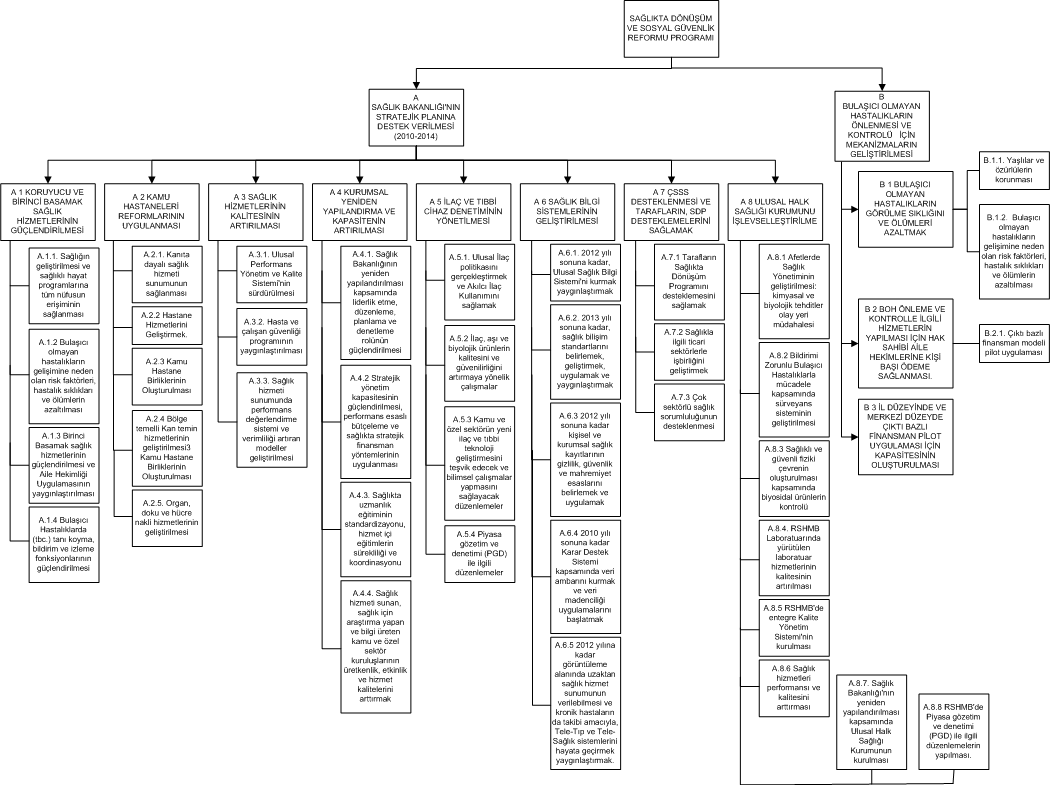 SAĞLIKTA DÖNÜŞÜM
VE SOSYAL GÜVENLİK
REFORMU PROGRAMI
A
SAĞLIK BAKANLIĞI'NIN
STRATEJİK PLANINA
DESTEK VERİLMESİ
(2010-2014)
B
BULAŞICI OLMAYAN
HASTALIKLARIN
ÖNLENMESİ VE
KONTROLÜ İÇİN
MEKANİZMALARIN
GELİŞTİRİLMESİ
A 1 KORUYUCU VE
BİRİNCİ BASAMAK
SAĞLIK
HİZMETLERİNİN
GÜÇLENDİRİLMESİ
A.1.1. Sağlığın
geliştirilmesi ve
sağlıklı hayat
programlarına
tüm nüfusun
erişiminin
sağlanması
A.1.2 Bulaşıcı
olmayan
hastalıkların
gelişimine neden
olan risk faktörleri,
hastalık sıklıkları
ve ölümlerin
azaltılması
A.1.3 Birinci
Basamak sağlık
hizmetlerinin
güçlendirilmesi ve
Aile Hekimliği
Uygulamasının
yaygınlaştırılması
A.1.4 Bulaşıcı
Hastalıklarda
(tbc.) tanı koyma,
bildirim ve izleme
fonksiyonlarının
güçlendirilmesi
A 2 KAMU
HASTANELERİ
REFORMLARININ
UYGULANMASI
A.2.1. Kanıta
dayalı sağlık
hizmeti
sunumunun
sağlanması
A.2.2 Hastane
Hizmetlerini
Geliştirmek.
A.2.3 Kamu
Hastane
Birliklerinin
Oluşturulması
A.2.4 Bölge
temelli Kan temin
hizmetlerinin
geliştirilmesi3
Kamu Hastane
Birliklerinin
Oluşturulması
A.2.5. Organ,
doku ve hücre
nakli hizmetlerinin
geliştirilmesi
A 3 SAĞLIK
HİZMETLERİNİN
KALİTESİNİN
ARTIRILMASI
A.3.1. Ulusal
Performans
Yönetim ve Kalite
Sistemi'nin
sürdürülmesi
A.3.2. Hasta ve
çalışan güvenliği
programının
yaygınlaştırılması
A.3.3. Sağlık
hizmeti
sunumunda
performans
değerlendirme
sistemi ve
verimliliği artıran
modeller
geliştirilmesi
A 4 KURUMSAL
YENİDEN
YAPILANDIRMA VE
KAPASİTENİN
ARTIRILMASI
A.4.1. Sağlık
Bakanlığının
yeniden
yapılandırılması
kapsamında
liderlik etme,
düzenleme,
planlama ve
denetleme
rolünün
güçlendirilmesi
A.4.2 Stratejik
yönetim
kapasitesinin
güçlendirilmesi,
performans esaslı
bütçeleme ve
sağlıkta stratejik
finansman
yöntemlerinin
uygulanması
A.4.3. Sağlıkta
uzmanlık
eğitiminin
standardizasyonu,
hizmet içi
eğitimlerin
sürekliliği ve
koordinasyonu
A.4.4. Sağlık
hizmeti sunan,
sağlık için
araştırma yapan
ve bilgi üreten
kamu ve özel
sektör
kuruluşlarının
üretkenlik, etkinlik
ve hizmet
kalitelerini
arttırmak
A 5 İLAÇ VE TIBBİ
CİHAZ DENETİMİNİN
YÖNETİLMESİ
A.5.1. Ulusal İlaç
politikasını
gerçekleştirmek ve
Akılcı İlaç
Kullanımını
sağlamak
A.5.2 İlaç, aşı ve
biyolojik ürünlerin
kalitesini ve
güvenilirliğini
artırmaya yönelik
çalışmalar
A.5.3 Kamu ve
özel sektörün yeni
ilaç ve tıbbi
teknoloji
geliştirmesini
teşvik edecek ve
bilimsel çalışmalar
yapmasını
sağlayacak
düzenlemeler
A.5.4 Piyasa
gözetim ve
denetimi (PGD)
ile ilgili
düzenlemeler
A 6 SAĞLIK BİLGİ
SİSTEMLERİNİN
GELİŞTİRİLMESİ
A.6.1. 2012 yılı
sonuna kadar,
Ulusal Sağlık Bilgi
Sistemi'ni kurmak
yaygınlaştırmak
A.6.2. 2013 yılı
sonuna kadar,
sağlık bilişim
standartlarını
belirlemek,
geliştirmek,
uygulamak ve
yaygınlaştırmak
A.6.3 2012 yılı
sonuna kadar
kişisel ve
kurumsal sağlık
kayıtlarının
gizlilik, güvenlik
ve mahremiyet
esaslarını
belirlemek ve
uygulamak
A.6.4 2010 yılı
sonuna kadar
Karar Destek
Sistemi
kapsamında veri
ambarını kurmak
ve veri
madenciliği
uygulamalarını
başlatmak
A.6.5 2012 yılına
kadar
görüntüleme
alanında uzaktan
sağlık hizmet
sunumunun
verilebilmesi ve
kronik hastaların
da takibi amacıyla,
Tele-Tıp ve Tele-
Sağlık sistemlerini
hayata geçirmek
yaygınlaştırmak.
A 7 ÇSSS
DESTEKLENMESİ VE
TARAFLARIN, SDP
DESTEKLEMELERİNİ
SAĞLAMAK
A.7.1 Tarafların
Sağlıkta
Dönüşüm
Programını
desteklemesini
sağlamak
A.7.2 Sağlıkla
ilgili ticari
sektörlerle
işbirliğini
geliştirmek
A.7.3 Çok
sektörlü sağlık
sorumluluğunun
desteklenmesi
A 8 ULUSAL HALK
SAĞLIĞI KURUMUNU
İŞLEVSELLEŞTİRİLME
A.8.1 Afetlerde
Sağlık
Yönetiminin
geliştirilmesi:
kimyasal ve
biyolojik tehditler
olay yeri
müdahalesi
A.8.2 Bildirimi
Zorunlu Bulaşıcı
Hastalıklarla
mücadele
kapsamında
sürveyans
sisteminin
geliştirilmesi
A.8.3 Sağlıklı ve
güvenli fiziki
çevrenin
oluşturulması
kapsamında
biyosidal ürünlerin
kontrolü
A.8.4. RSHMB
Laboratuarında
yürütülen
laboratuar
hizmetlerinin
kalitesinin
artırılması
A.8.5 RSHMB'de
entegre Kalite
Yönetim
Sistemi'nin
kurulması
A.8.6 Sağlık
hizmetleri
performansı ve
kalitesini
arttırması
A.8.7. Sağlık
Bakanlığı'nın
yeniden
yapılandırılması
kapsamında
Ulusal Halk
Sağlığı
Kurumunun
kurulması
A.8.8 RSHMB'de
Piyasa gözetim
ve denetimi
(PGD) ile ilgili
düzenlemelerin
yapılması.
B 1 BULAŞICI
OLMAYAN
HASTALIKLARIN
GÖRÜLME SIKLIĞINI
VE ÖLÜMLERİ
AZALTMAK
B.1.1. Yaşlılar ve
özürlülerin
korunması
B.1.2. Bulaşıcı
olmayan
hastalıkların
gelişimine neden
olan risk faktörleri,
hastalık sıklıkları
ve ölümlerin
azaltılması
B 2 BOH ÖNLEME VE
KONTROLLE İLGİLİ
HİZMETLERİN
YAPILMASI İÇİN HAK
SAHİBİ AİLE
HEKİMLERİNE KİŞİ
BAŞI ÖDEME
SAĞLANMASI.
B.2.1. Çıktı bazlı
finansman modeli
pilot uygulaması
B 3 İL DÜZEYİNDE VE
MERKEZİ DÜZEYDE
ÇIKTI BAZLI
FİNANSMAN PİLOT
UYGULAMASI İÇİN
KAPASİTESİNİN
OLUŞTURULMASI